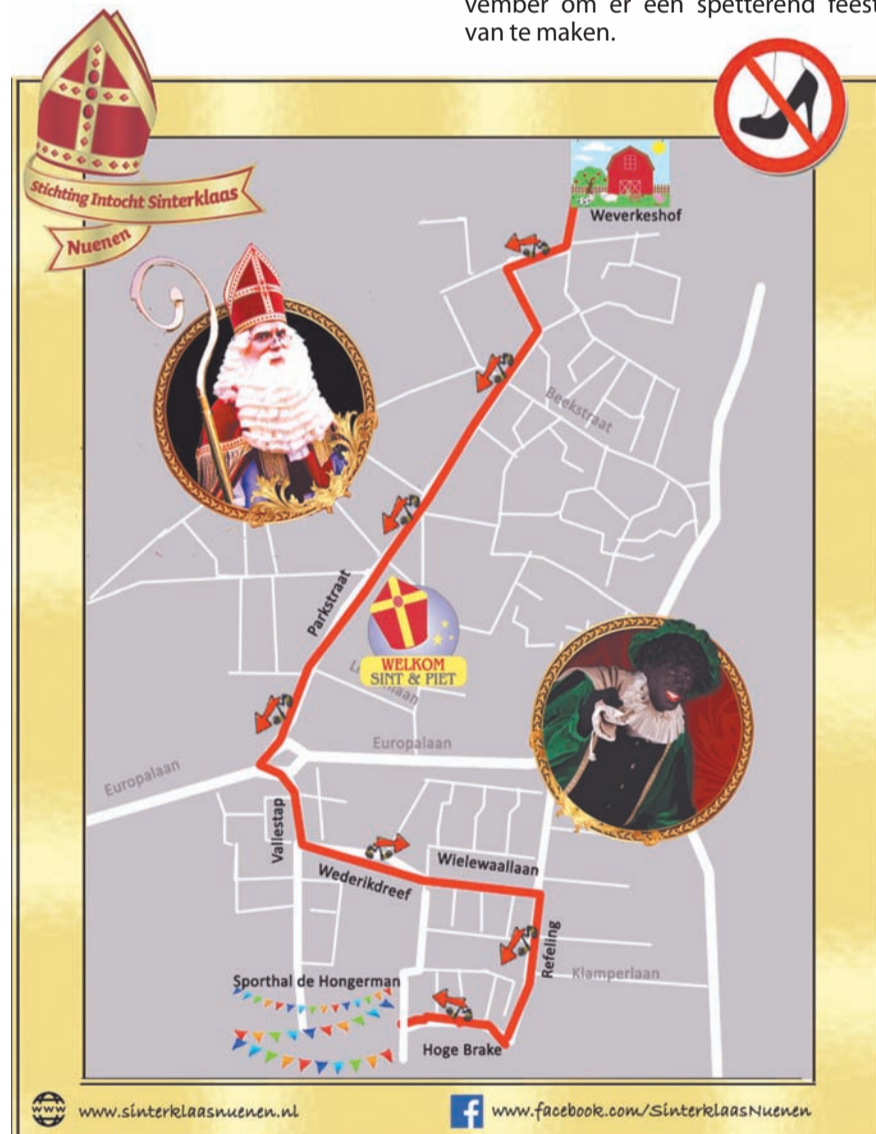 vember om er een spetterend feest
van te maken.
Stichting Intocht Sinterklaas
Nuenen
Weverkeshof
Beekstraat
Parkstraat
WELKOM
SINT & PIET
laan
Europalaan
Europalaan
Vallestap
Wielewaallaan
Wederikdreef
Refeling
Klamperlaan
Sporthal de Hongerman
Hoge Brake
www
www.sinterklaasnuenen.nl
f
www.facebook.com/SinterklaasNuenen